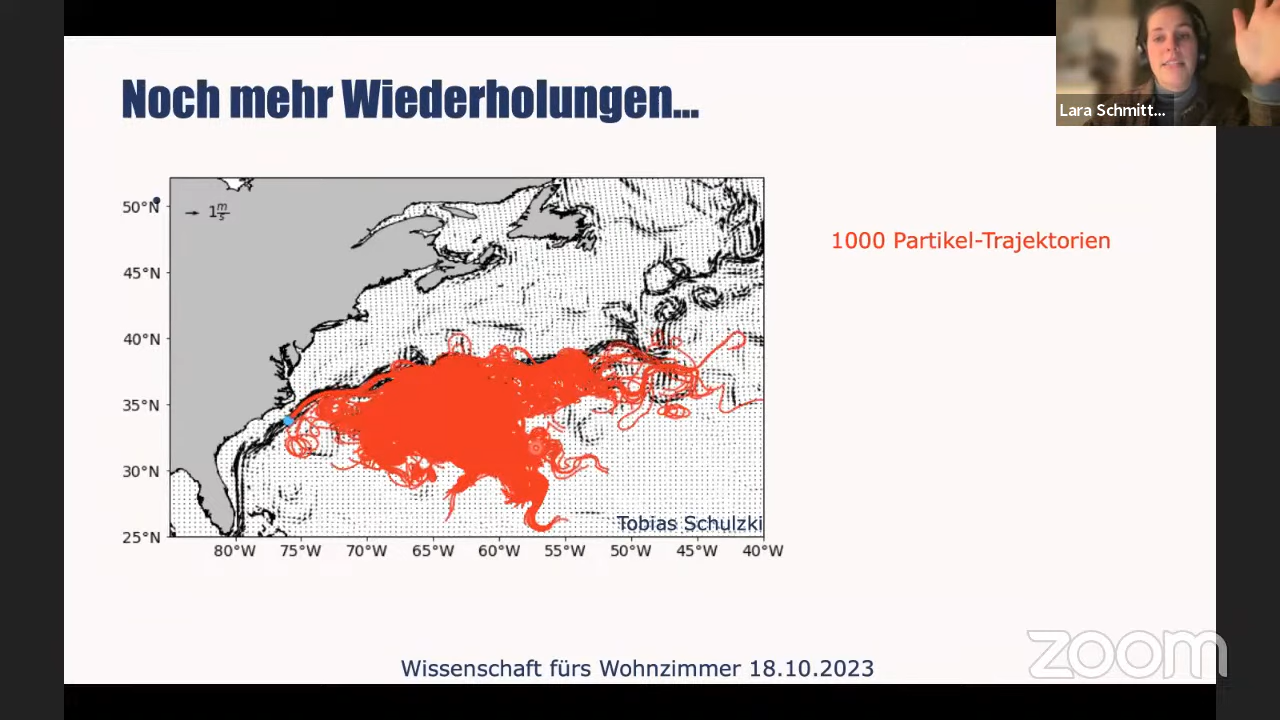 Noch mehr Wiederholungen...
Lara Schmitt...
1 m/s
1000 Partikel-Trajektorien
50°N
45°N
40°N
35°N
30°N
25°N
Tobias Schulzki
80°W 75°W 70°W 65°W 60°W 55°W 50°W 45°W 40°W
zoom
Wissenschaft fürs Wohnzimmer 18.10.2023